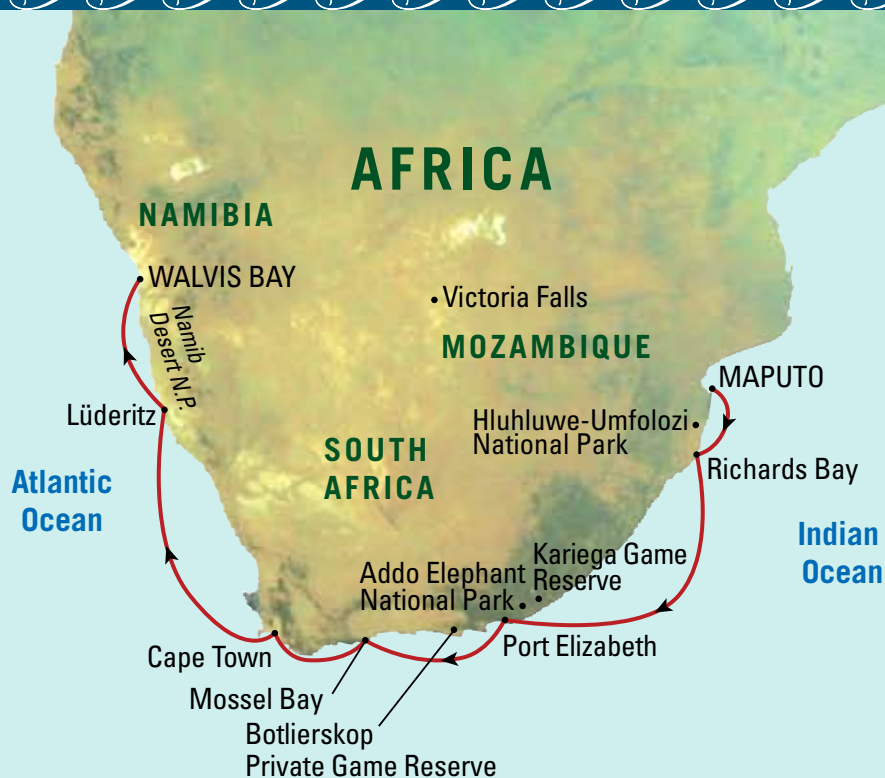 AFRICA
NAMIBIA
WALVIS BAY
Victoria Falls
Namib
Desert N.P.
MOZAMBIQUE
MAPUTO
Lüderitz
Hluhluwe-Umfolozi
National Park
SOUTH
AFRICA
Richards Bay
Atlantic
Ocean
Indian
Ocean
Kariega Game
Reserve
Addo Elephant
National Park
Port Elizabeth
Cape Town
Mossel Bay
Botlierskop
Private Game Reserve